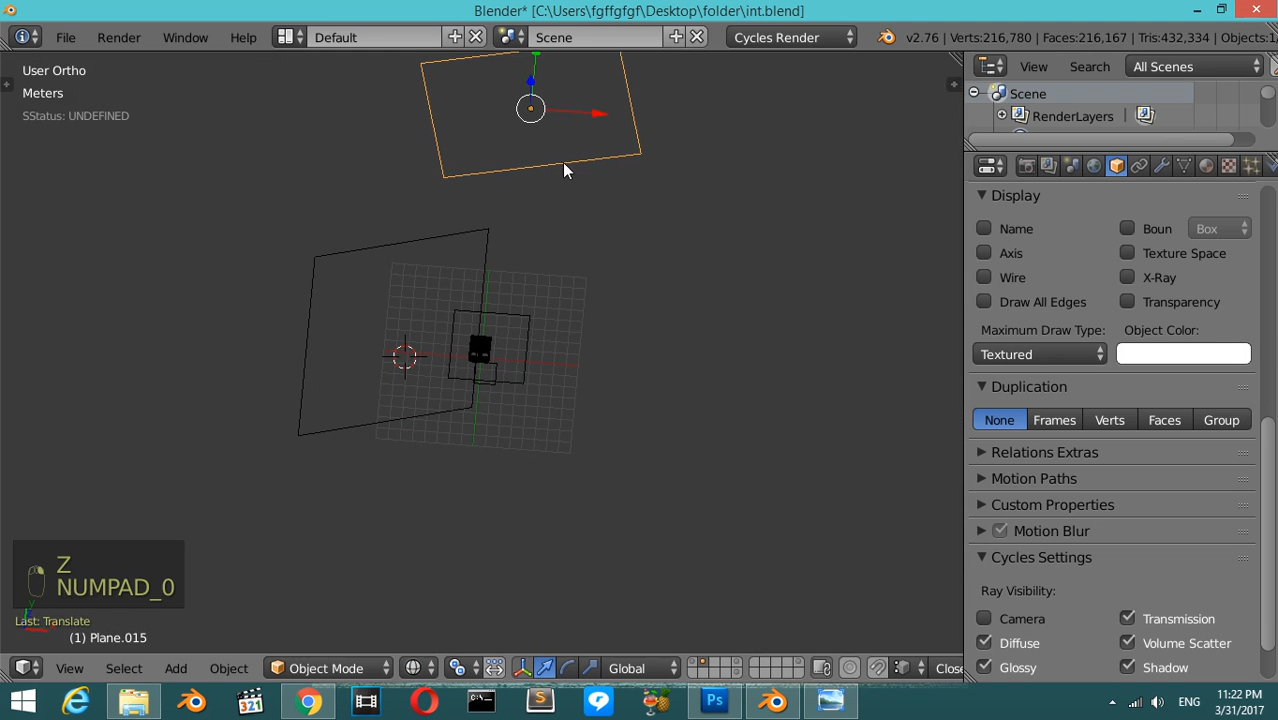 Blender* [C:\Users\fgffgfgf\Desktop\folder\int.blend]
File Render Window Help Default Scene Cycles Render v2.76 | Verts:216,780 | Faces:216,167 | Tris:432,334 | Objects:1/
User Ortho
Meters
SStatus: UNDEFINED
View Search All Scenes
Scene
RenderLayers
Display
Name Boun Box
Axis Texture Space
Wire X-Ray
Draw All Edges Transparency
Maximum Draw Type: Object Color:
Textured
Duplication
None Frames Verts Faces Group
Relations Extras
Motion Paths
Custom Properties
Motion Blur
Cycles Settings
Ray Visibility:
Camera Transmission
Diffuse Volume Scatter
Glossy Shadow
Z
NUMPAD_0
Last: Translate
(1) Plane.015
View Select Add Object Object Mode Global Close
ENG
11:22 PM
3/31/2017